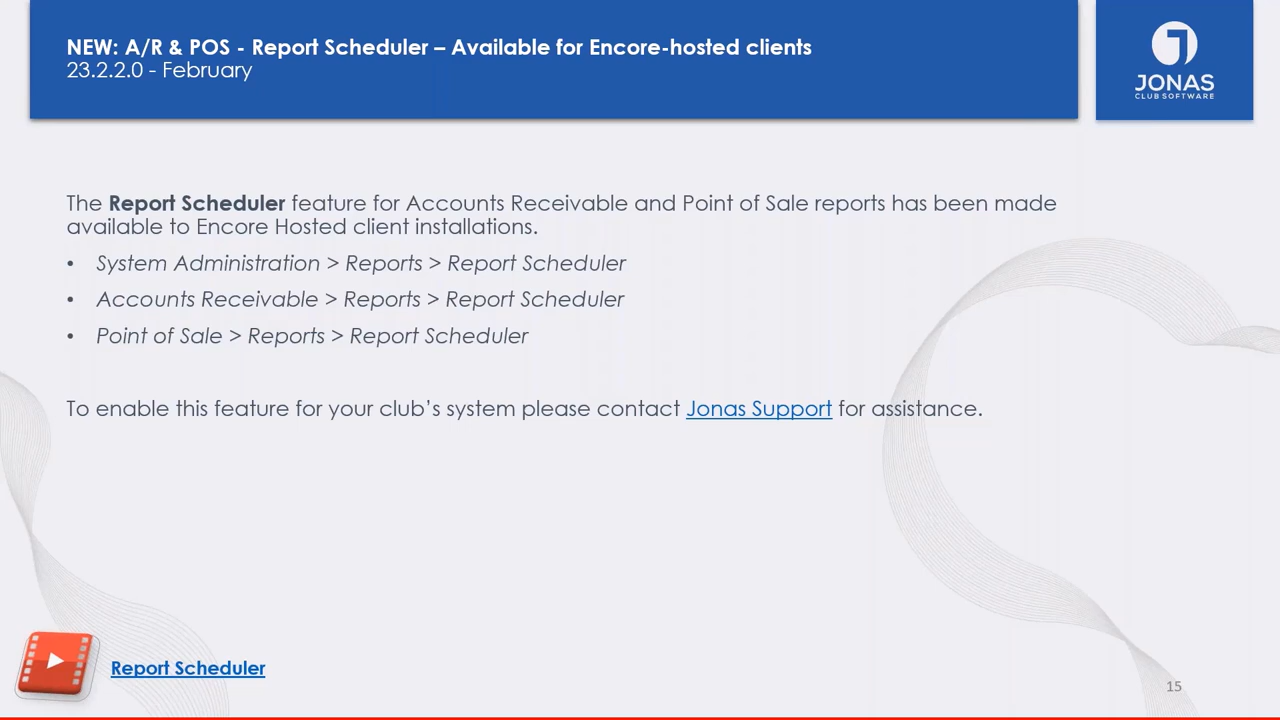 NEW: A/R & POS - Report Scheduler – Available for Encore-hosted clients
23.2.2.0 - February
JONAS
CLUB SOFTWARE
The Report Scheduler feature for Accounts Receivable and Point of Sale reports has been made
available to Encore Hosted client installations.
• System Administration > Reports > Report Scheduler
• Accounts Receivable > Reports > Report Scheduler
• Point of Sale > Reports > Report Scheduler
To enable this feature for your club’s system please contact Jonas Support for assistance.
Report Scheduler
15